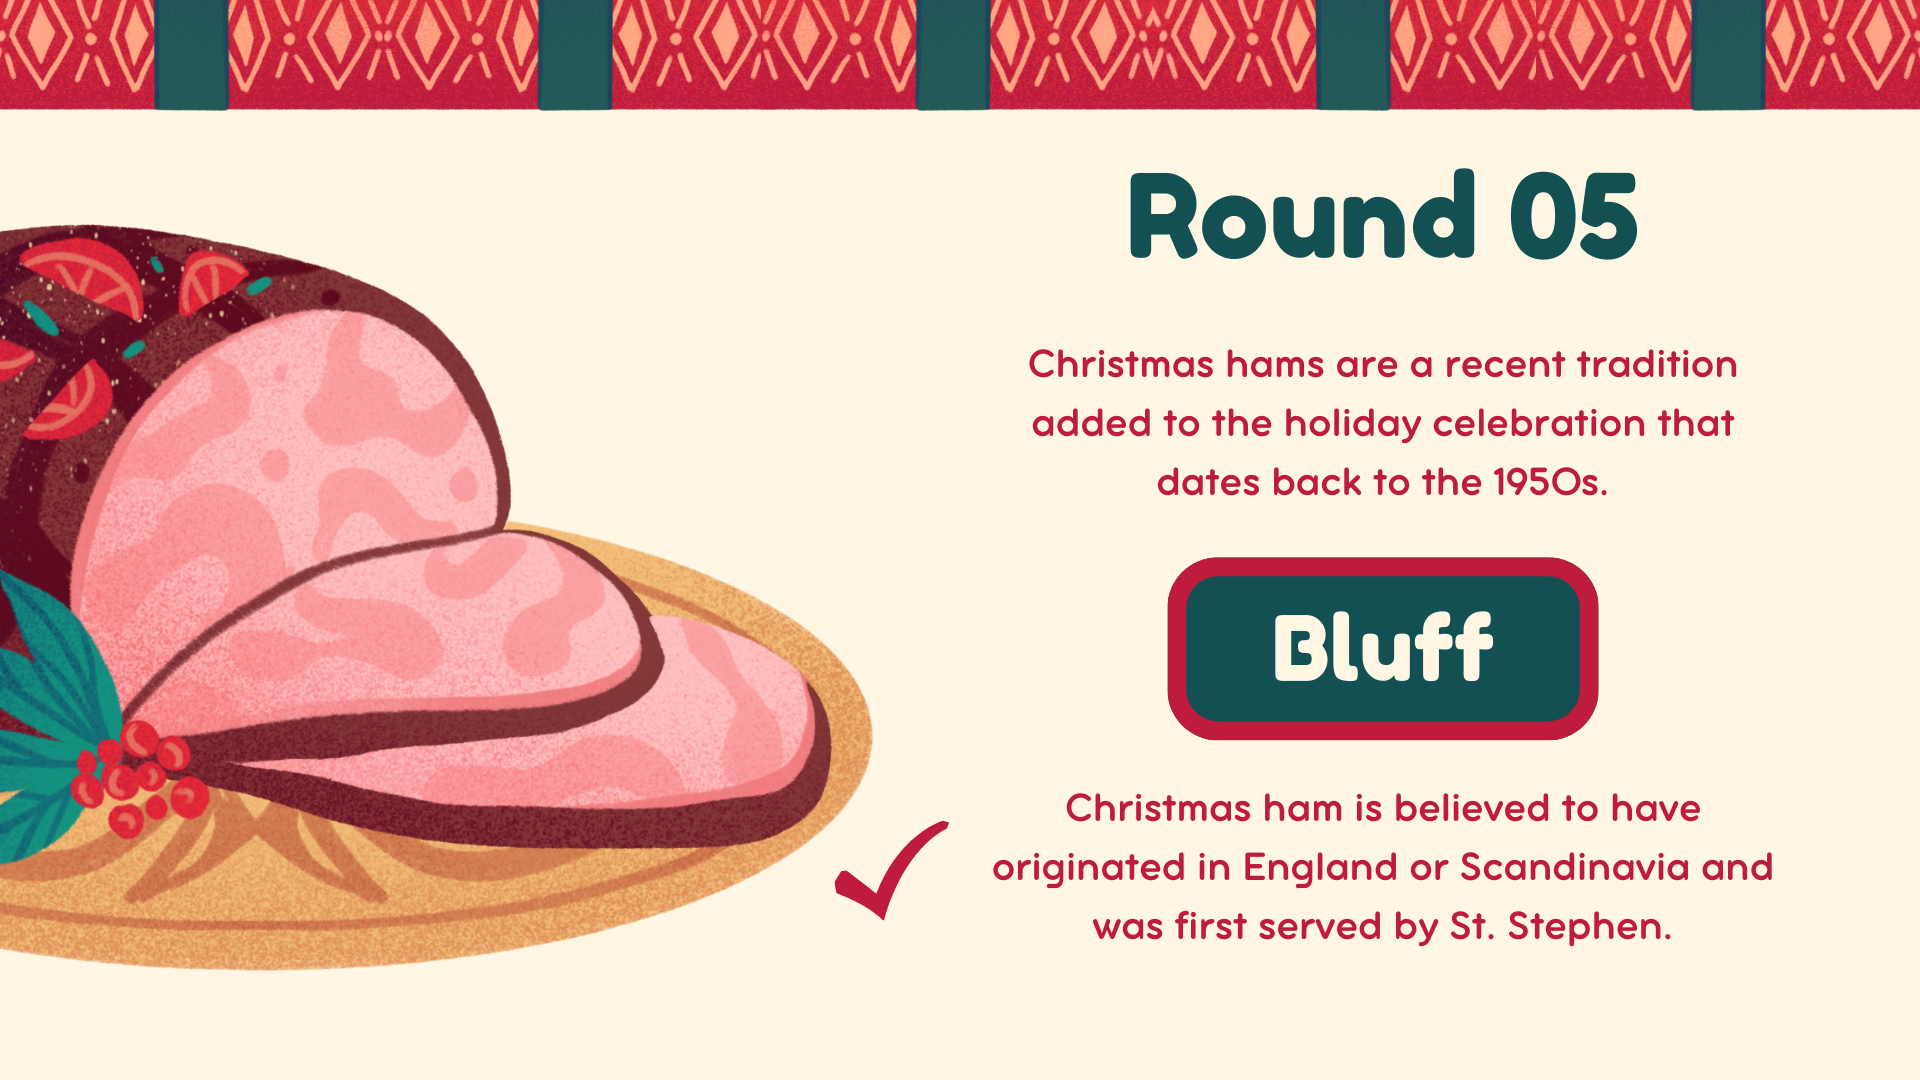 Round 05
Christmas hams are a recent tradition
added to the holiday celebration that
dates back to the 1950s.
Bluff
Christmas ham is believed to have
originated in England or Scandinavia and
was first served by St. Stephen.